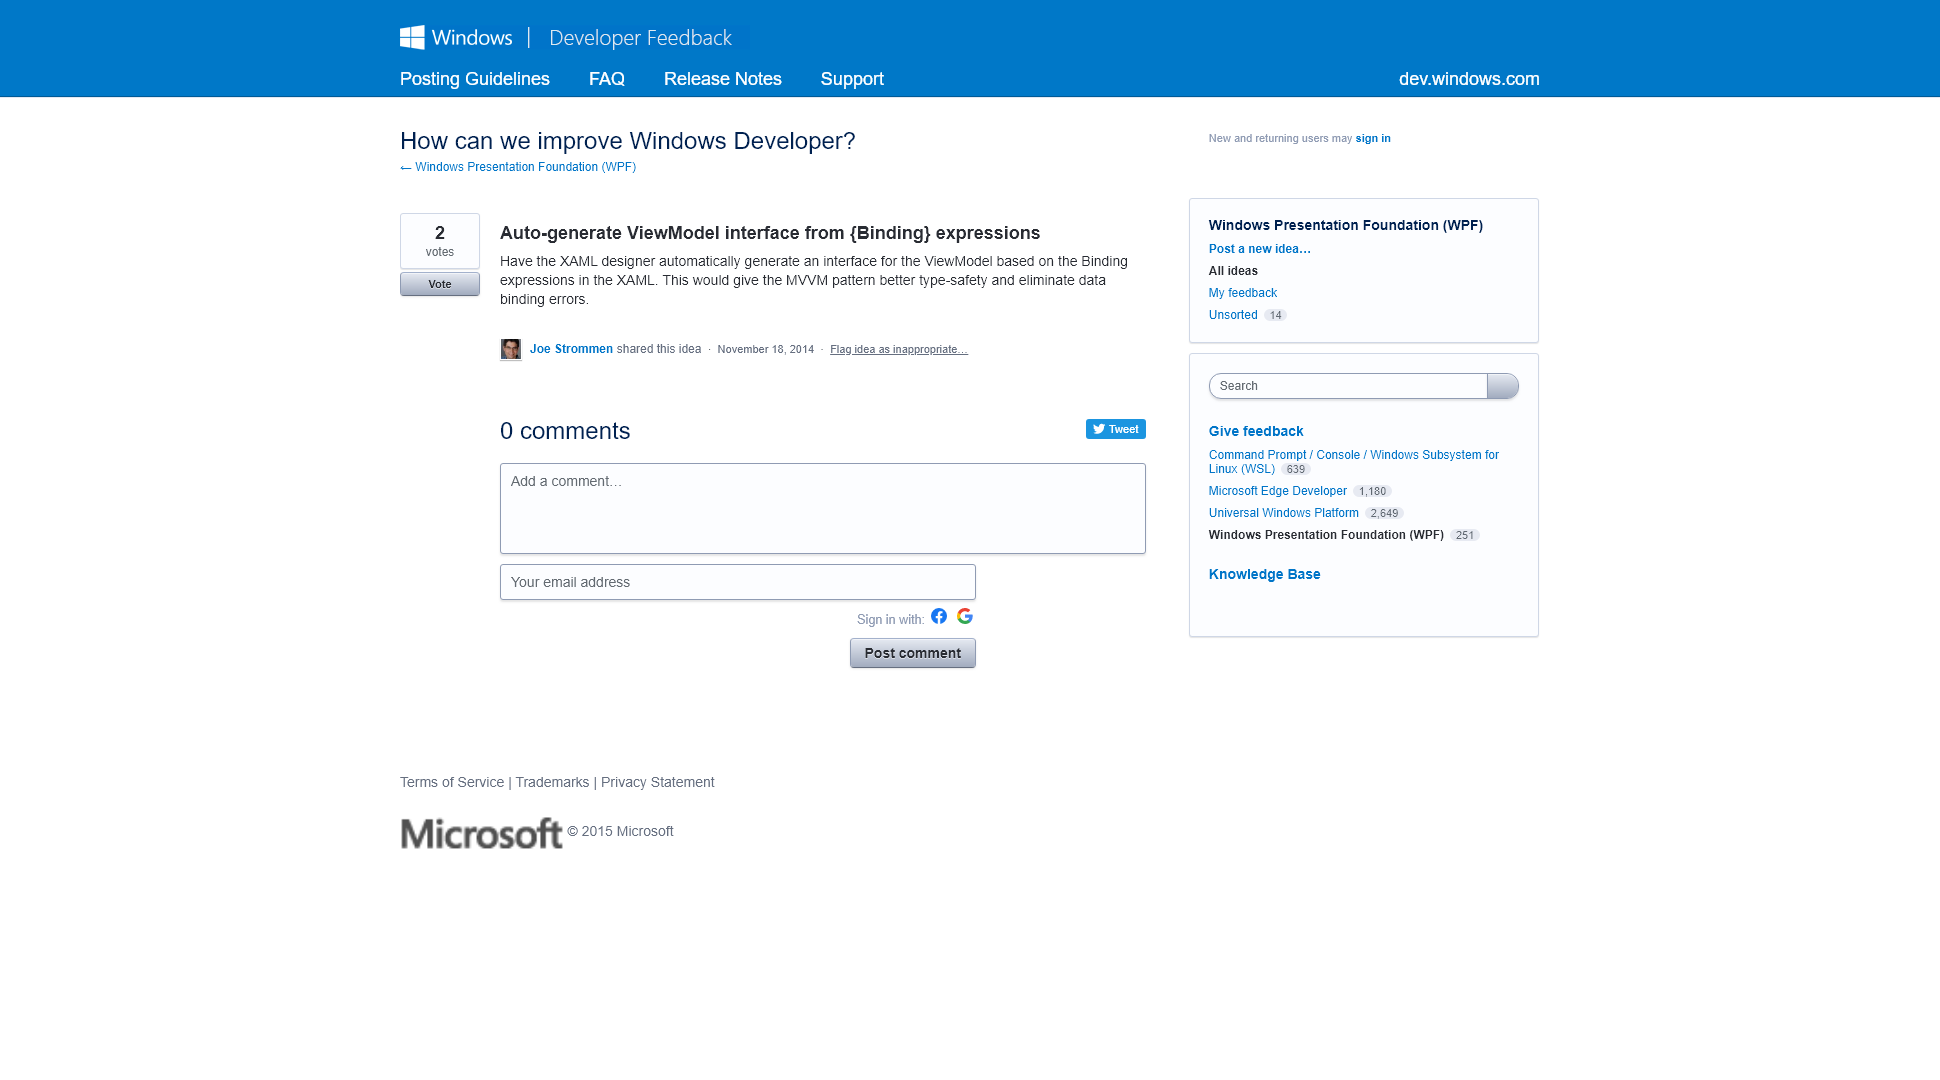 Windows | Developer Feedback
Posting Guidelines FAQ Release Notes Support dev.windows.com
How can we improve Windows Developer?
← Windows Presentation Foundation (WPF)
New and returning users may sign in
2
votes
Vote
Auto-generate ViewModel interface from {Binding} expressions
Have the XAML designer automatically generate an interface for the ViewModel based on the Binding
expressions in the XAML. This would give the MVVM pattern better type-safety and eliminate data
binding errors.
Joe Strommen shared this idea · November 18, 2014 · Flag idea as inappropriate…
0 comments
Tweet
Add a comment…
Your email address
Sign in with:
Post comment
Windows Presentation Foundation (WPF)
Post a new idea…
All ideas
My feedback
Unsorted 14
Search
Give feedback
Command Prompt / Console / Windows Subsystem for
Linux (WSL) 639
Microsoft Edge Developer 1,180
Universal Windows Platform 2,649
Windows Presentation Foundation (WPF) 251
Knowledge Base
Terms of Service | Trademarks | Privacy Statement
Microsoft © 2015 Microsoft